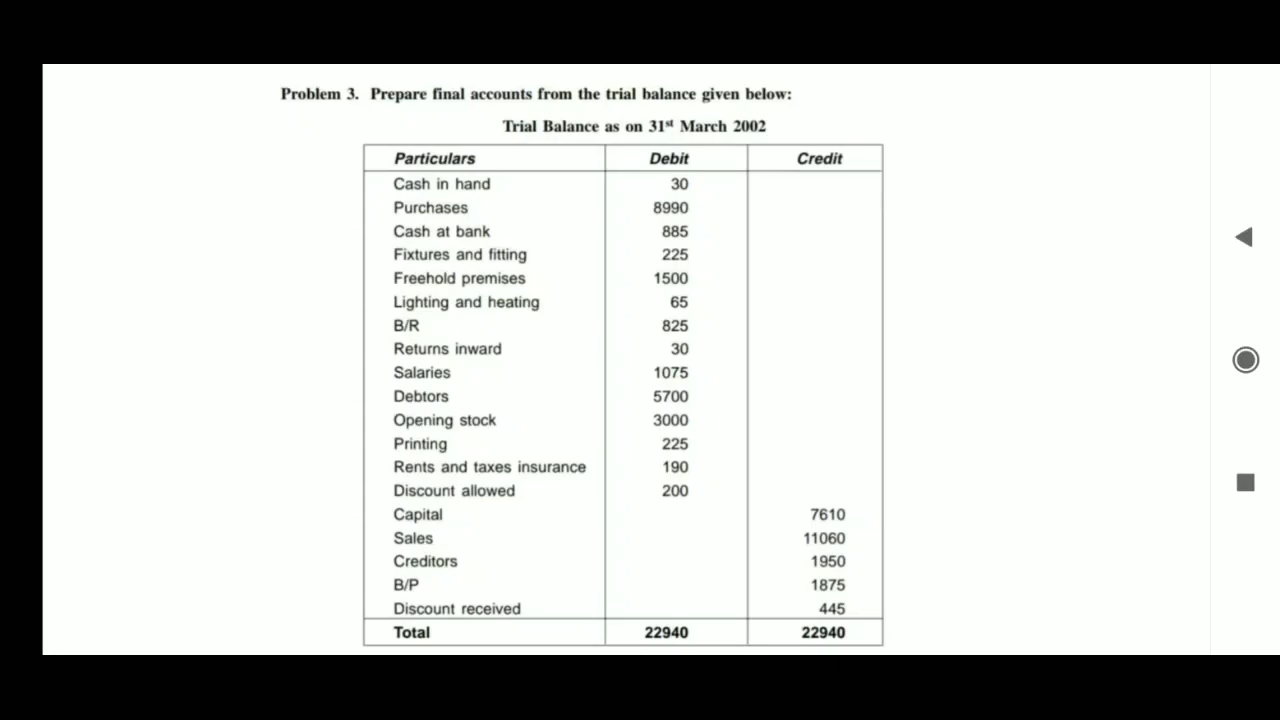 Problem 3. Prepare final accounts from the trial balance given below:
Trial Balance as on 31st March 2002
Particulars Debit Credit
Cash in hand 30
Purchases 8990
Cash at bank 885
Fixtures and fitting 225
Freehold premises 1500
Lighting and heating 65
B/R 825
Returns inward 30
Salaries 1075
Debtors 5700
Opening stock 3000
Printing 225
Rents and taxes insurance 190
Discount allowed 200
Capital 7610
Sales 11060
Creditors 1950
B/P 1875
Discount received 445
Total 22940 22940